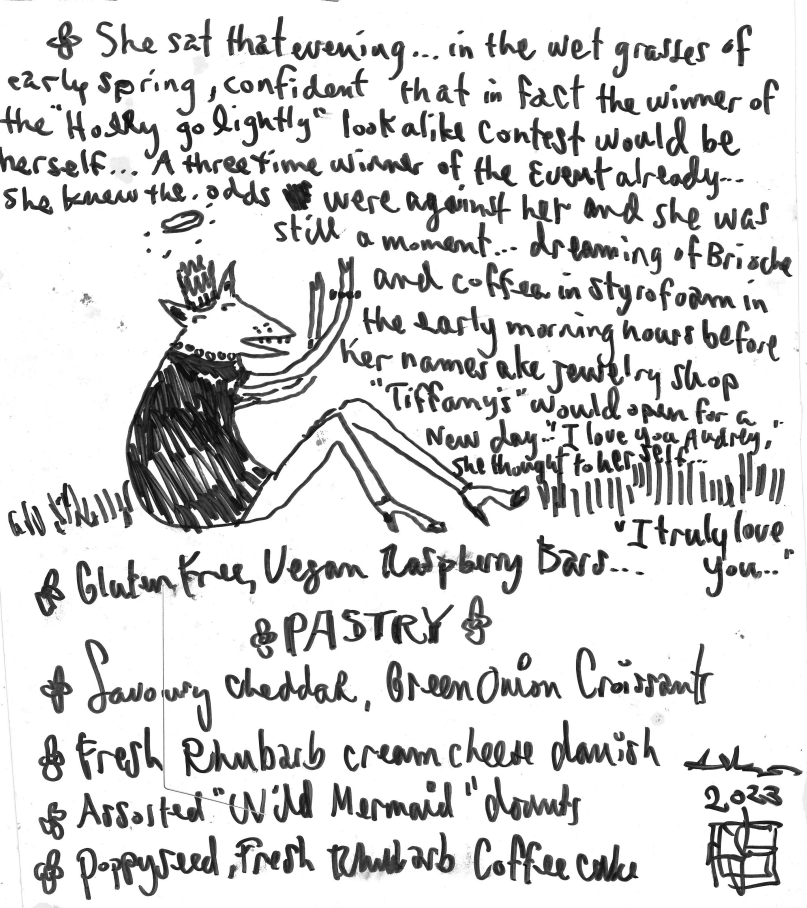 She sat that evening... in the wet grasses of
early spring, confident that in fact the winner of
the "Holly go lightly" look alike contest would be
herself... A three time winner of the Event already...
She knew the odds were against her and she was
still a moment... dreaming of Brioche
and coffee in styrofoam in
the early morning hours before
her names ake jewelry shop
"Tiffany's" would open for a
New day.. "I love you Audrey,"
she thought to her self...
"I truly love
you..."
Gluten Free, Vegan Raspberry Bars...
PASTRY
Savoury cheddar, Green Onion Croissants
Fresh Rhubarb cream cheese danish
Assorted "Wild Mermaid" donuts
Poppyseed, Fresh Rhubarb Coffee cake
2023